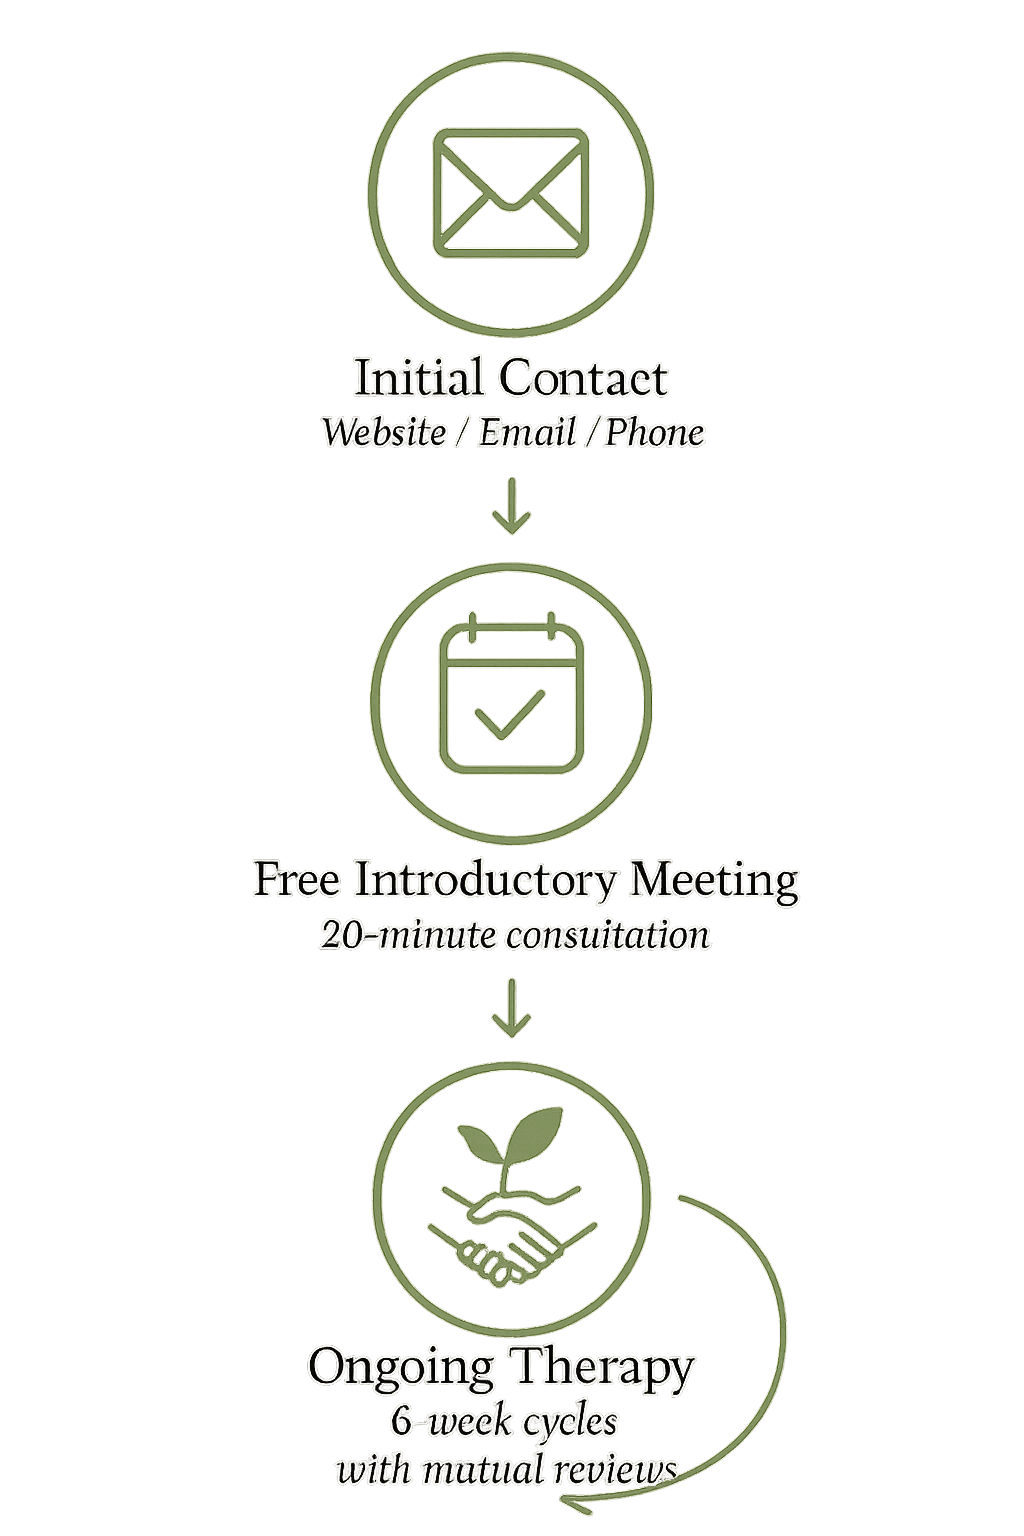 Initial Contact
Website / Email / Phone
Free Introductory Meeting
20-minute consuitation
Ongoing Therapy
6-week cycles
with mutual reviews